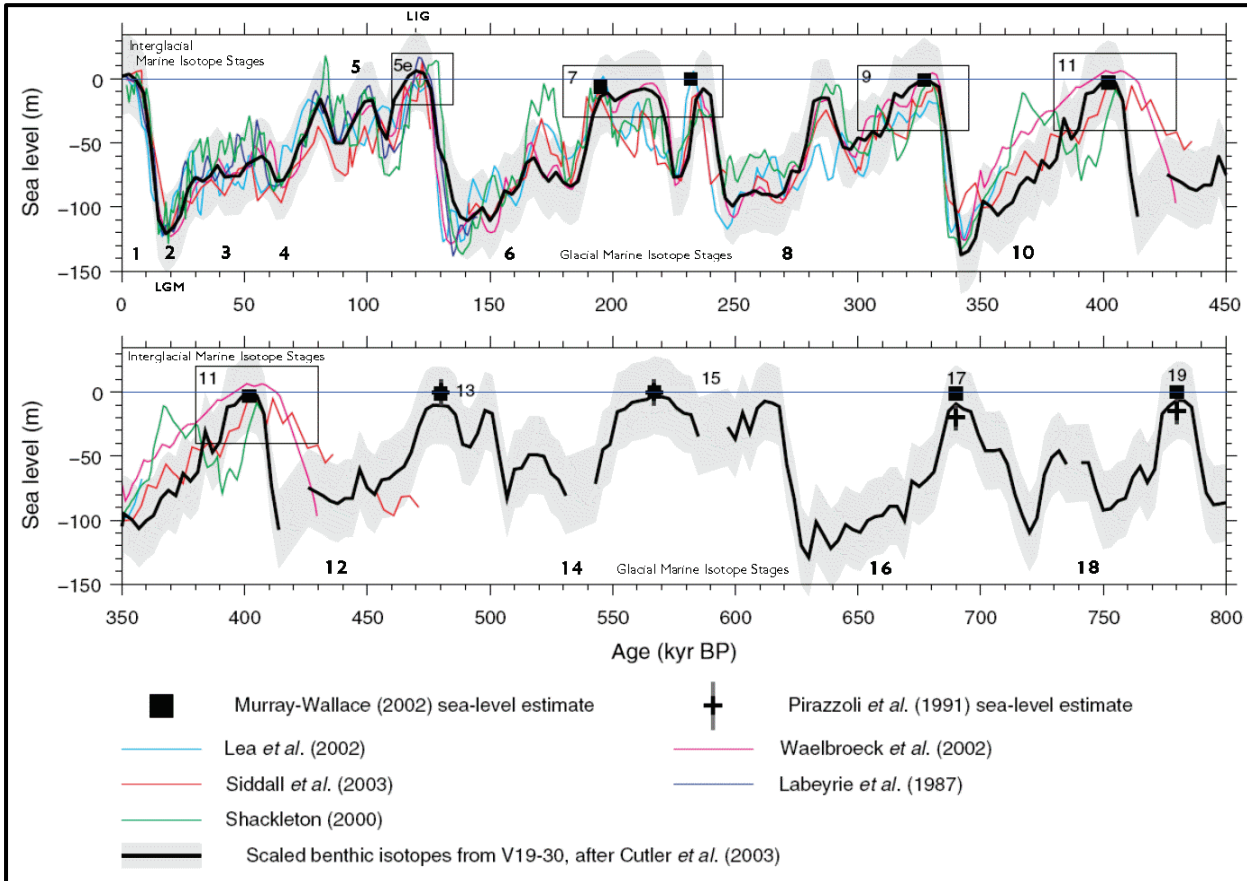 LIG
Interglacial
Marine Isotope Stages
5
5e
7
9
11
0
−50
−100
−150
Sea level (m)
1
2
3
4
6
Glacial Marine Isotope Stages
8
10
LGM
0 50 100 150 200 250 300 350 400 450
Interglacial Marine Isotope Stages
11
13
15
17
19
0
−50
−100
−150
Sea level (m)
12
14
Glacial Marine Isotope Stages
16
18
350 400 450 500 550 600 650 700 750 800
Age (kyr BP)
Murray-Wallace (2002) sea-level estimate
Pirazzoli et al. (1991) sea-level estimate
Lea et al. (2002)
Waelbroeck et al. 2002)
Siddall et al. (2003)
Labeyrie et al. (1987)
Shackleton (2000)
Scaled benthic isotopes from V19-30, after Cutler et al. (2003)